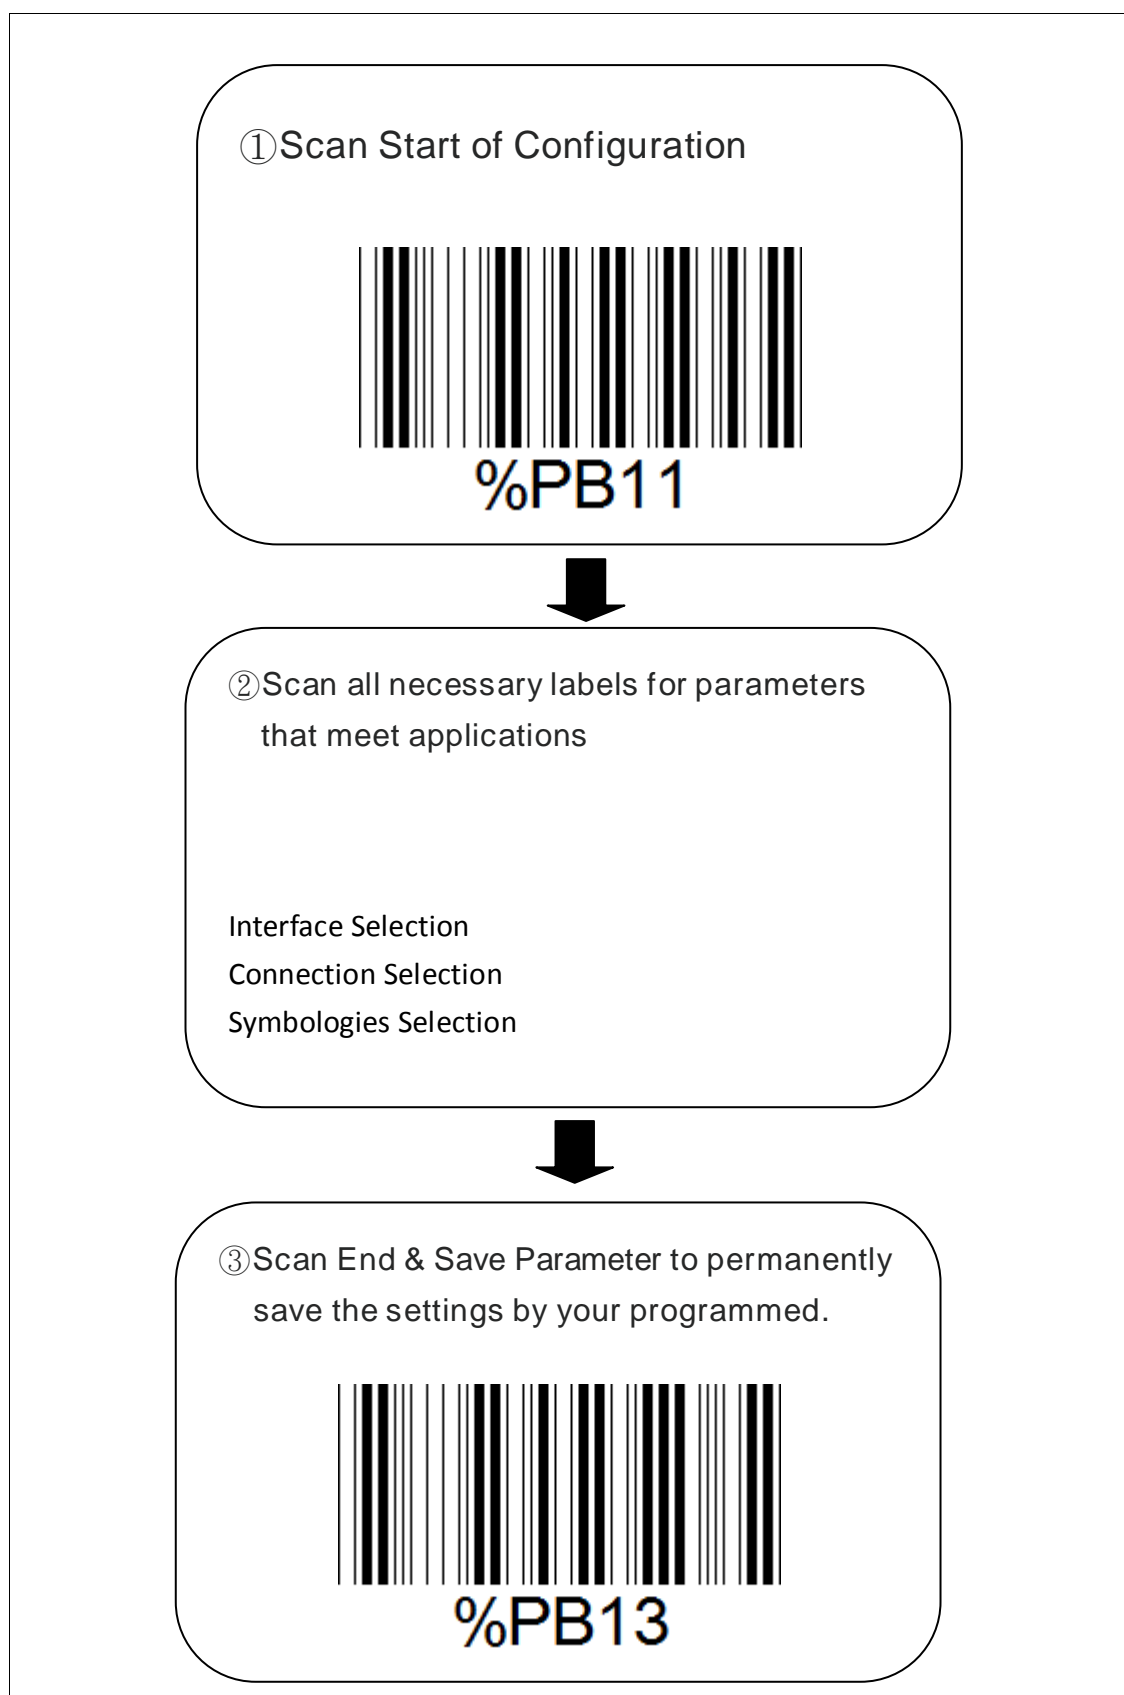 ①Scan Start of Configuration
%PB11
②Scan all necessary labels for parameters
that meet applications
Interface Selection
Connection Selection
Symbologies Selection
③Scan End & Save Parameter to permanently
save the settings by your programmed.
%PB13